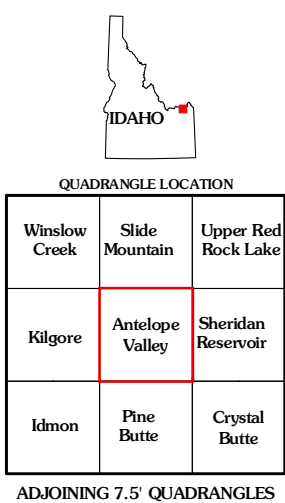 IDAHO
QUADRANGLE LOCATION
Winslow
Creek
Slide
Mountain
Upper Red
Rock Lake
Kilgore
Antelope
Valley
Sheridan
Reservoir
Idmon
Pine
Butte
Crystal
Butte
ADJOINING 7.5' QUADRANGLES